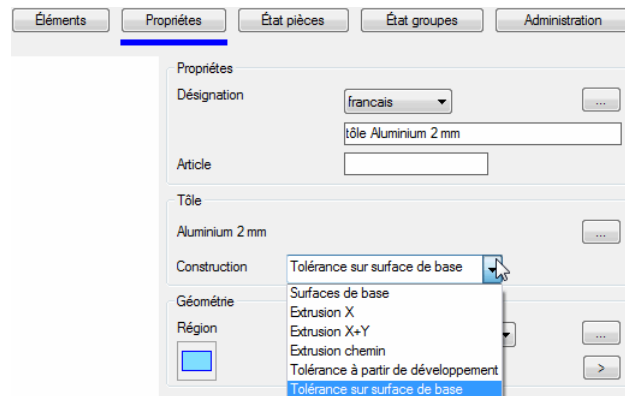 Éléments Propriétes État pièces État groupes Administration
Propriétes
Désignation francais ...
tôle Aluminium 2 mm
Article
Tôle
Aluminium 2 mm ...
Construction Tolérance sur surface de base
Géométrie
Surfaces de base
Extrusion X
Région Extrusion X+Y ...
Extrusion chemin
Tolérance à partir de développement >
Tolérance sur surface de base